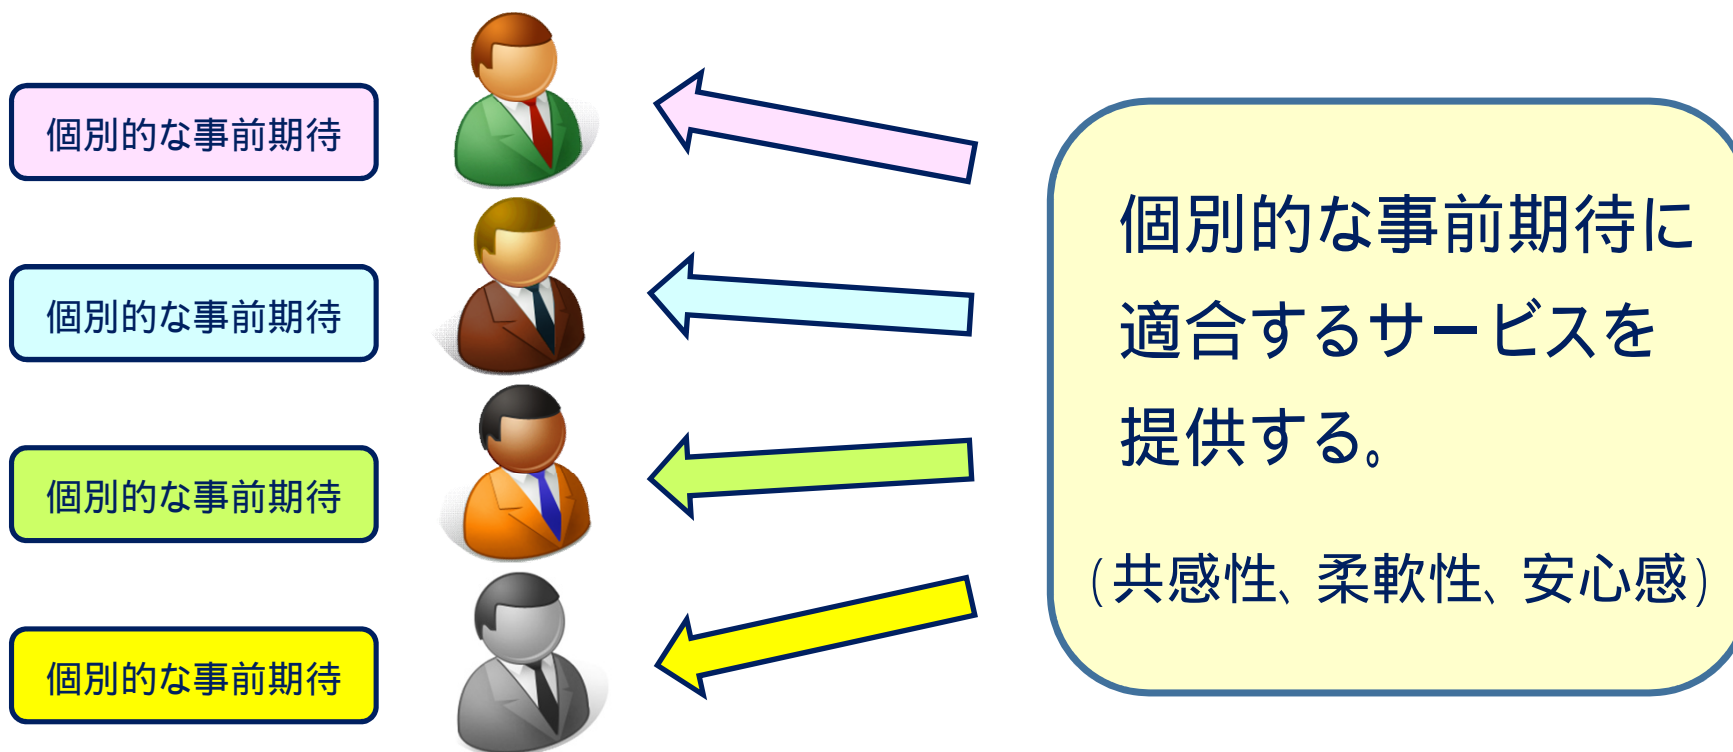 個別的な事前期待
個別的な事前期待
個別的な事前期待
個別的な事前期待
個別的な事前期待に
適合するサービスを
提供する。
(共感性、柔軟性、安心感)